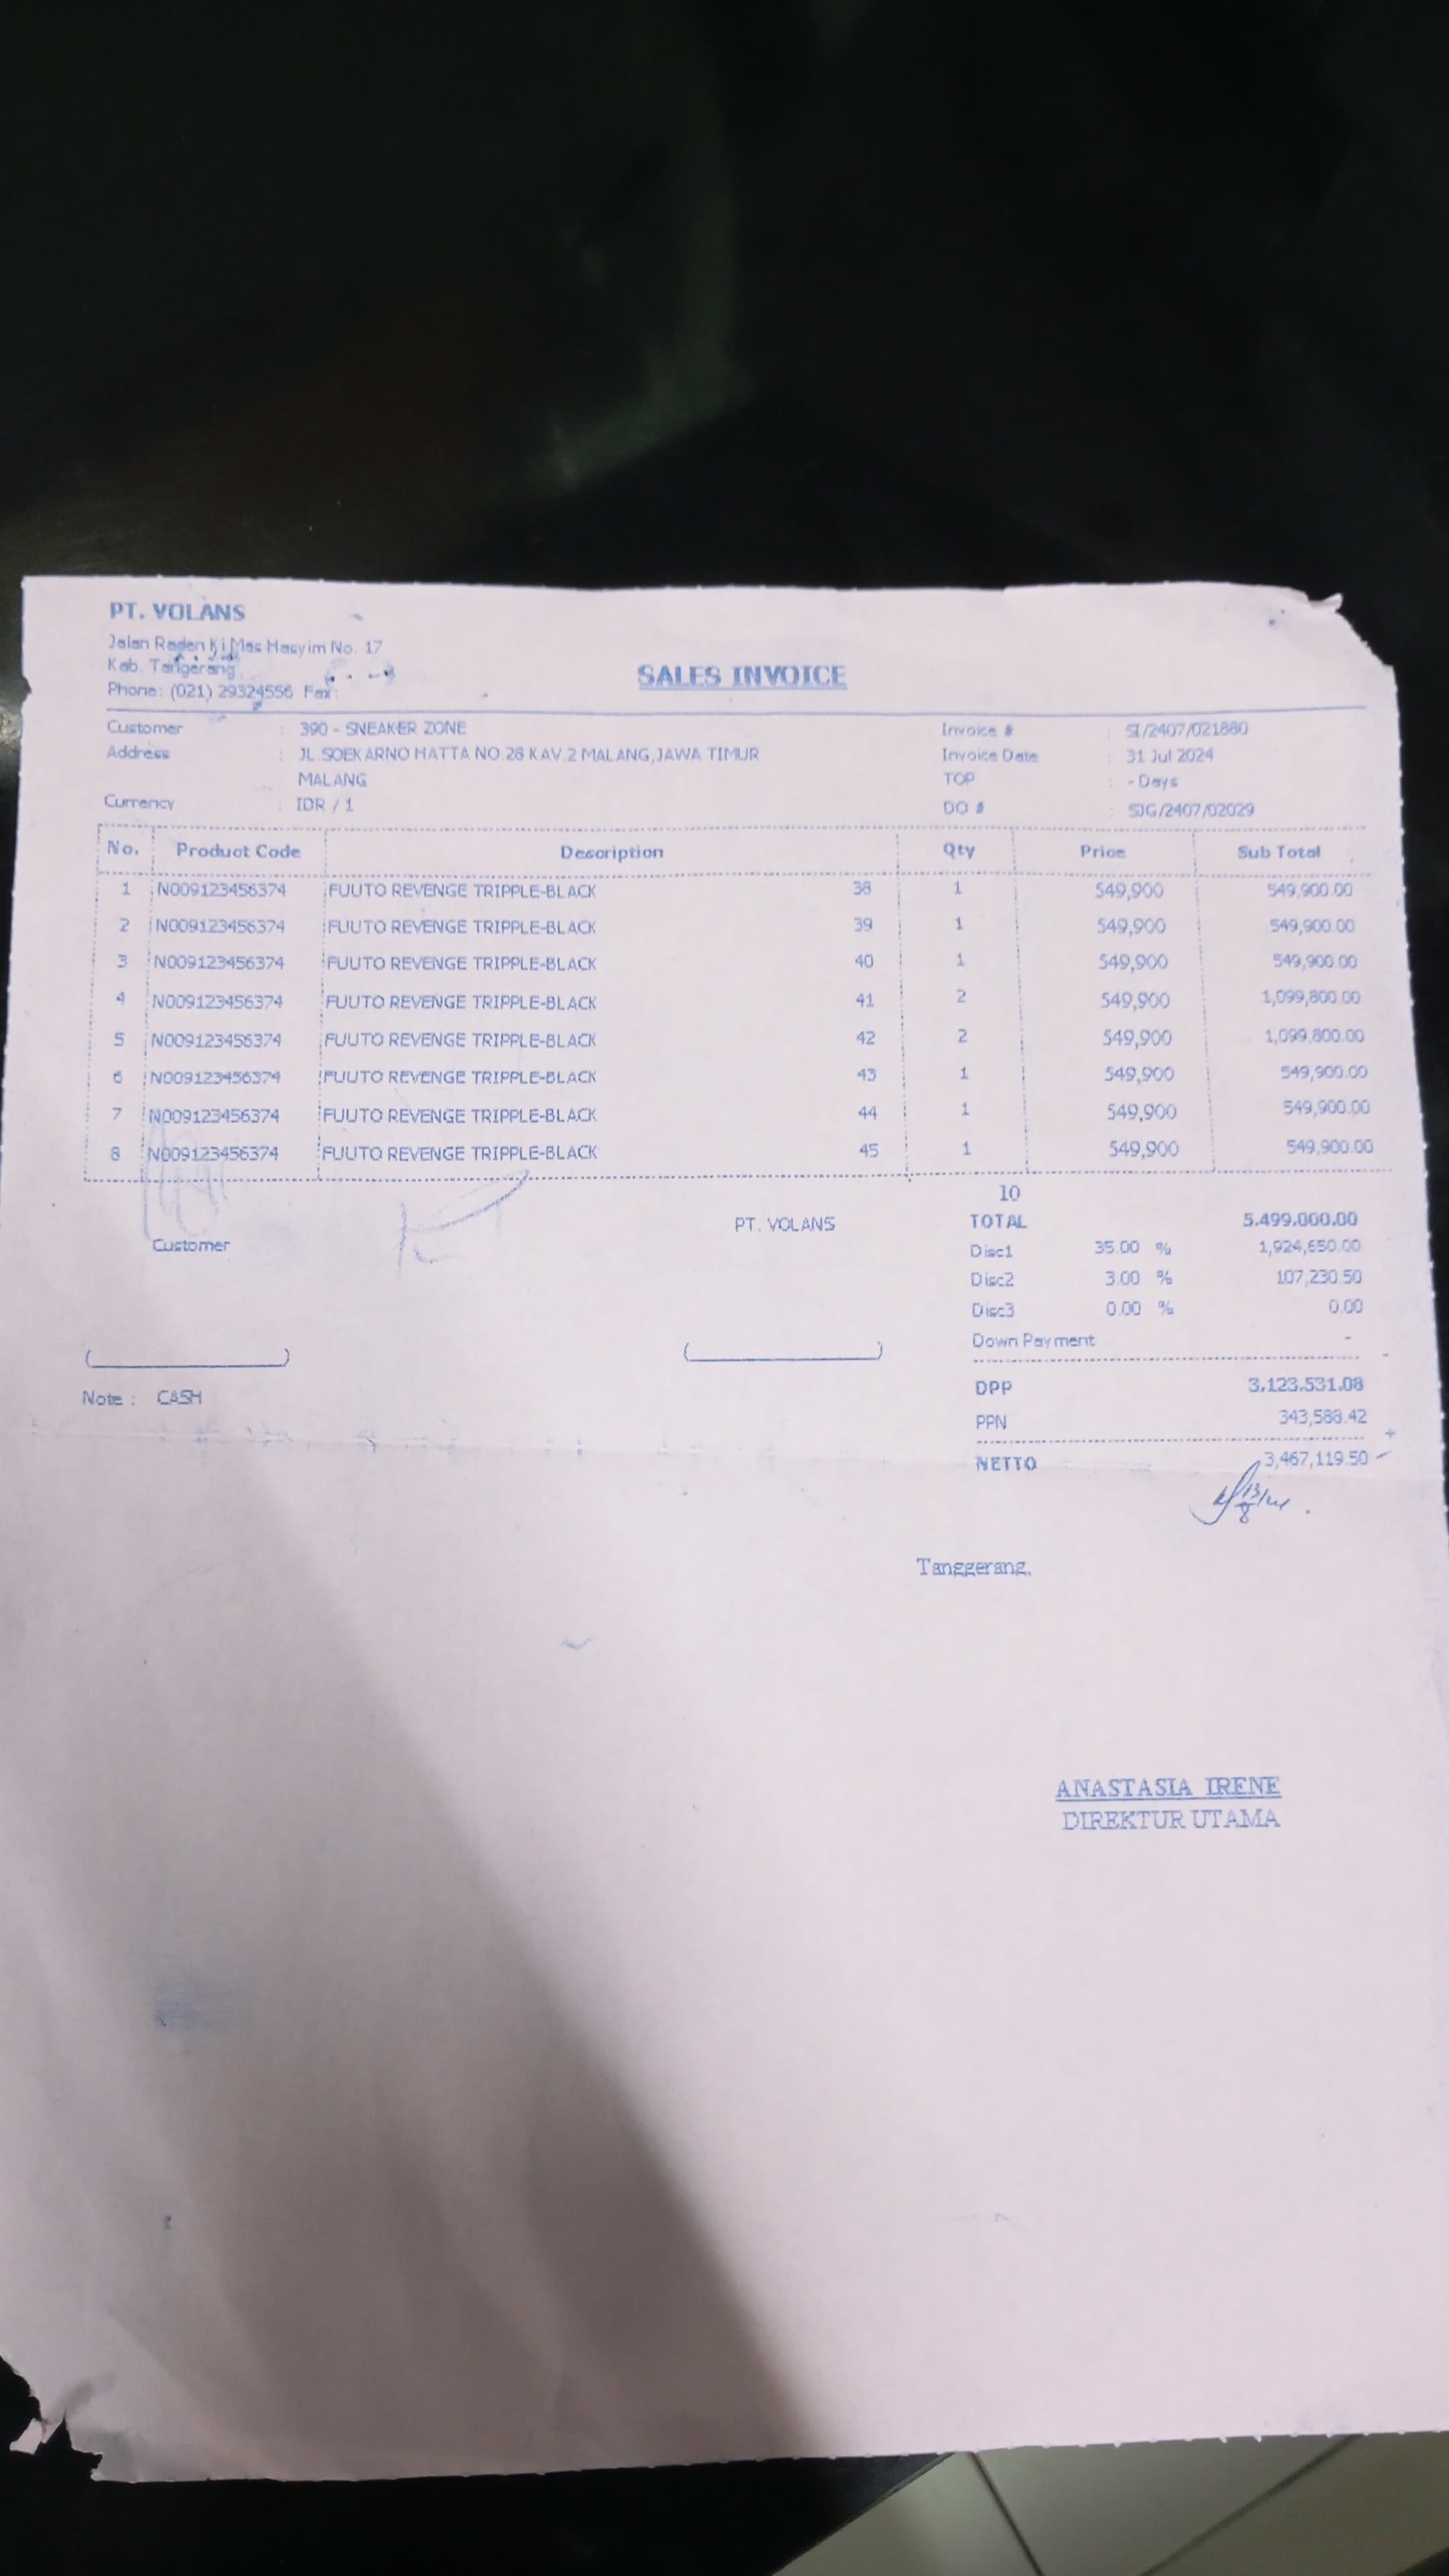 PT. VOLANS
Jalan Raden Ki Mas Hasyim No. 17
Kab. Tangerang
Phone: (021) 29324556 Fax:
SALES INVOICE
Customer : 390 - SNEAKER ZONE
Address : JL.SOEKARNO HATTA NO.28 KAV.2 MALANG,JAWA TIMUR
MALANG
Currency : IDR / 1
Invoice # : SI/2407/021880
Invoice Date : 31 Jul 2024
TOP : - Days
DO # : SJG/2407/02029
No. Product Code Description Qty Price Sub Total
1 N009123456374 FUUTO REVENGE TRIPPLE-BLACK 38 1 549,900 549,900.00
2 N009123456374 FUUTO REVENGE TRIPPLE-BLACK 39 1 549,900 549,900.00
3 N009123456374 FUUTO REVENGE TRIPPLE-BLACK 40 1 549,900 549,900.00
4 N009123456374 FUUTO REVENGE TRIPPLE-BLACK 41 2 549,900 1,099,800.00
5 N009123456374 FUUTO REVENGE TRIPPLE-BLACK 42 2 549,900 1,099,800.00
6 N009123456374 FUUTO REVENGE TRIPPLE-BLACK 43 1 549,900 549,900.00
7 N009123456374 FUUTO REVENGE TRIPPLE-BLACK 44 1 549,900 549,900.00
8 N009123456374 FUUTO REVENGE TRIPPLE-BLACK 45 1 549,900 549,900.00
10
Customer PT. VOLANS TOTAL 5,499,000.00
Disc1 35.00 % 1,924,650.00
Disc2 3.00 % 107,230.50
Disc3 0.00 % 0.00
Down Payment -
Note : CASH
DPP 3,123,531.08
PPN 343,588.42
+
NETTO 3,467,119.50
Tanggerang,
ANASTASIA IRENE
DIREKTUR UTAMA